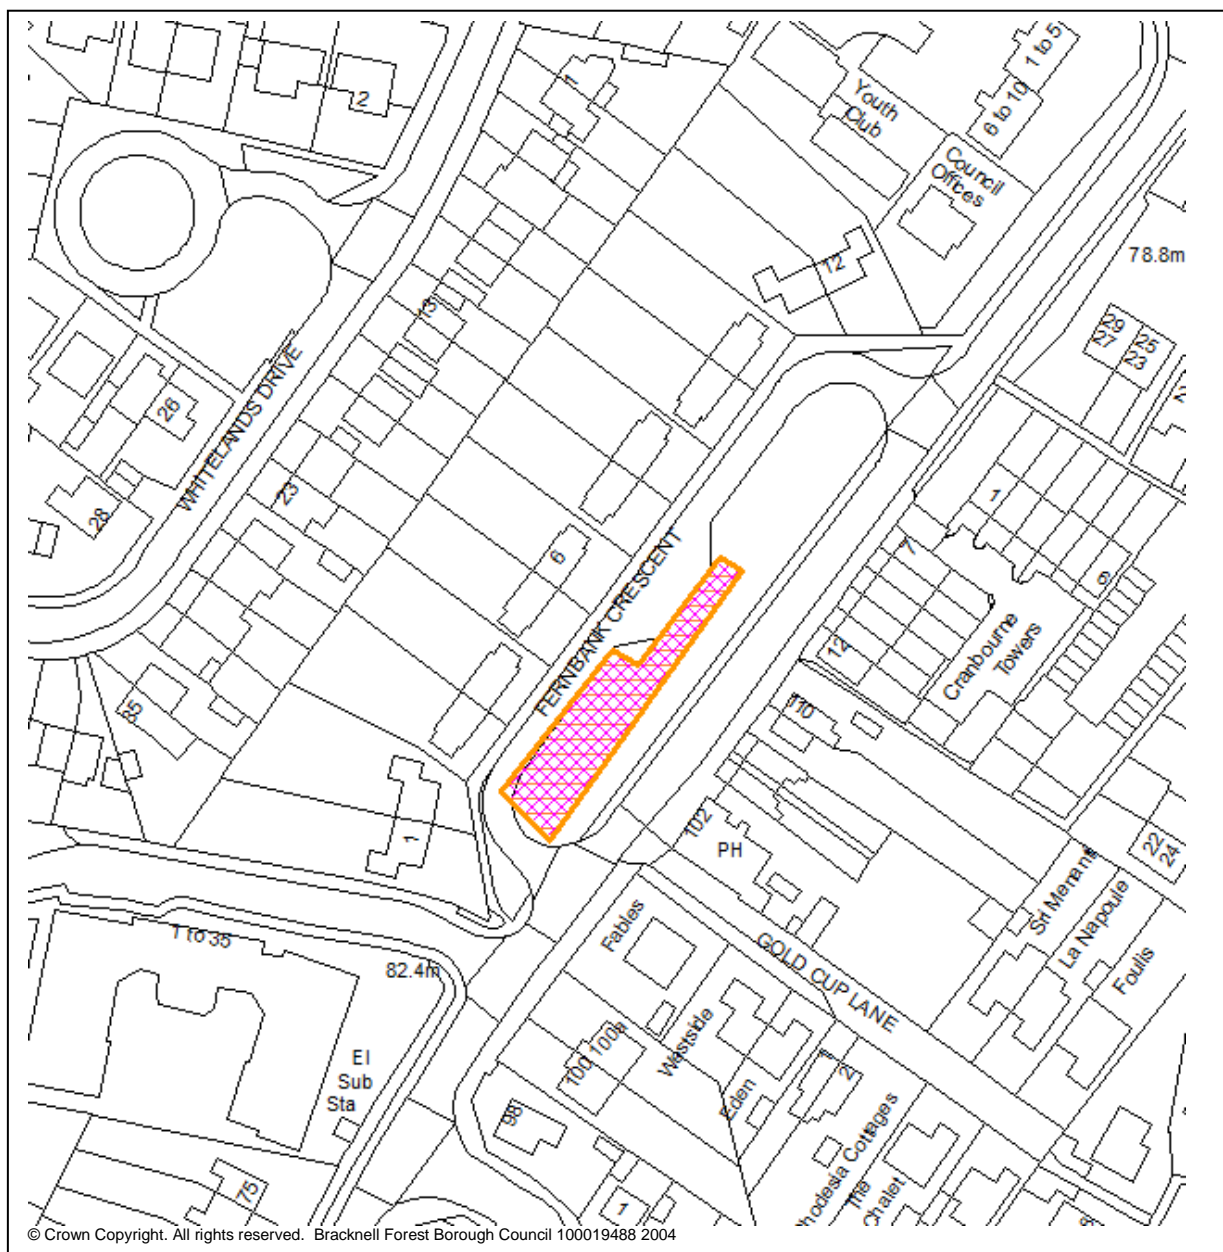 1 to 5
6 to 10
Youth
Club
Council
Offices
1
2
12
78.8m
29
27
25
23
13
26
28
WHITELANDS DRIVE
23
6
FERNBANK CRESCENT
1
6
7
12
Cranbourne
Towers
35
110
102
PH
22
24
1
1 to 35
82.4m
El
Sub
Sta
Fables
GOLD CUP LANE
Sri Menanti
La Napoule
Foulis
100 100a
Westside
Eden
2
98
75
1
Rhodesia Cottages
The
Chalet
© Crown Copyright. All rights reserved. Bracknell Forest Borough Council 100019488 2004